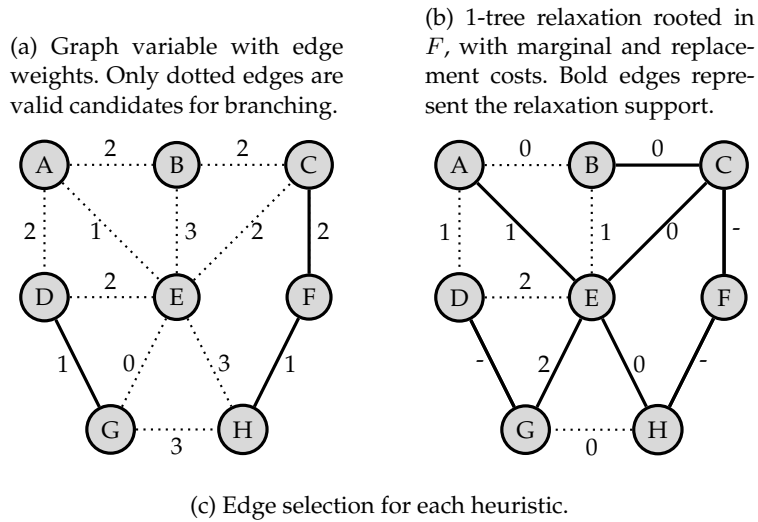 (a) Graph variable with edge
weights. Only dotted edges are
valid candidates for branching.
(b) 1-tree relaxation rooted in
F, with marginal and replace-
ment costs. Bold edges repre-
sent the relaxation support.
A 2 B 2 C
2 1 3 2 2
D 2 E F
1 0 3 1
G 3 H
A 0 B 0 C
1 1 1 0 -
D 2 E F
- 2 0 -
G 0 H
(c) Edge selection for each heuristic.